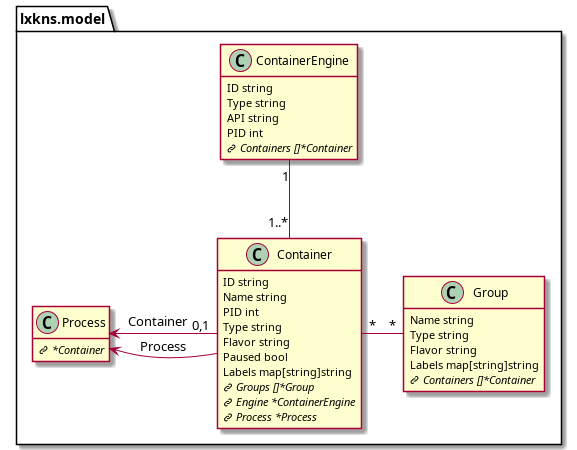 lxkns.model
C ContainerEngine
ID string
Type string
API string
PID int
Containers []*Container
1
1..*
C Container
ID string
Name string
PID int
Type string
Flavor string
Paused bool
Labels map[string]string
Groups []*Group
Engine *ContainerEngine
Process *Process
C Process
*Container
Container 0,1
Process
* *
C Group
Name string
Type string
Flavor string
Labels map[string]string
Containers []*Container